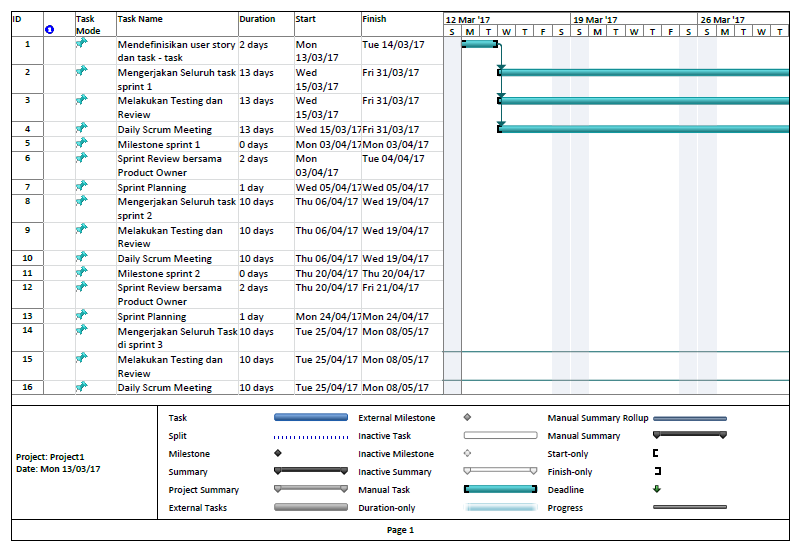 ID Task Mode Task Name Duration Start Finish 12 Mar '17 19 Mar '17 26 Mar '17
S M T W T F S S M T W T F S S M T W T
1 Mendefinisikan user story dan task - task 2 days Mon 13/03/17 Tue 14/03/17
2 Mengerjakan Seluruh task sprint 1 13 days Wed 15/03/17 Fri 31/03/17
3 Melakukan Testing dan Review 13 days Wed 15/03/17 Fri 31/03/17
4 Daily Scrum Meeting 13 days Wed 15/03/17 Fri 31/03/17
5 Milestone sprint 1 0 days Mon 03/04/17 Mon 03/04/17
6 Sprint Review bersama Product Owner 2 days Mon 03/04/17 Tue 04/04/17
7 Sprint Planning 1 day Wed 05/04/17 Wed 05/04/17
8 Mengerjakan Seluruh task sprint 2 10 days Thu 06/04/17 Wed 19/04/17
9 Melakukan Testing dan Review 10 days Thu 06/04/17 Wed 19/04/17
10 Daily Scrum Meeting 10 days Thu 06/04/17 Wed 19/04/17
11 Milestone sprint 2 0 days Thu 20/04/17 Thu 20/04/17
12 Sprint Review bersama Product Owner 2 days Thu 20/04/17 Fri 21/04/17
13 Sprint Planning 1 day Mon 24/04/17 Mon 24/04/17
14 Mengerjakan Seluruh Task di sprint 3 10 days Tue 25/04/17 Mon 08/05/17
15 Melakukan Testing dan Review 10 days Tue 25/04/17 Mon 08/05/17
16 Daily Scrum Meeting 10 days Tue 25/04/17 Mon 08/05/17
Project: Project1
Date: Mon 13/03/17
Task External Milestone Manual Summary Rollup
Split Inactive Task Manual Summary
Milestone Inactive Milestone Start-only
Summary Inactive Summary Finish-only
Project Summary Manual Task Deadline
External Tasks Duration-only Progress
Page 1